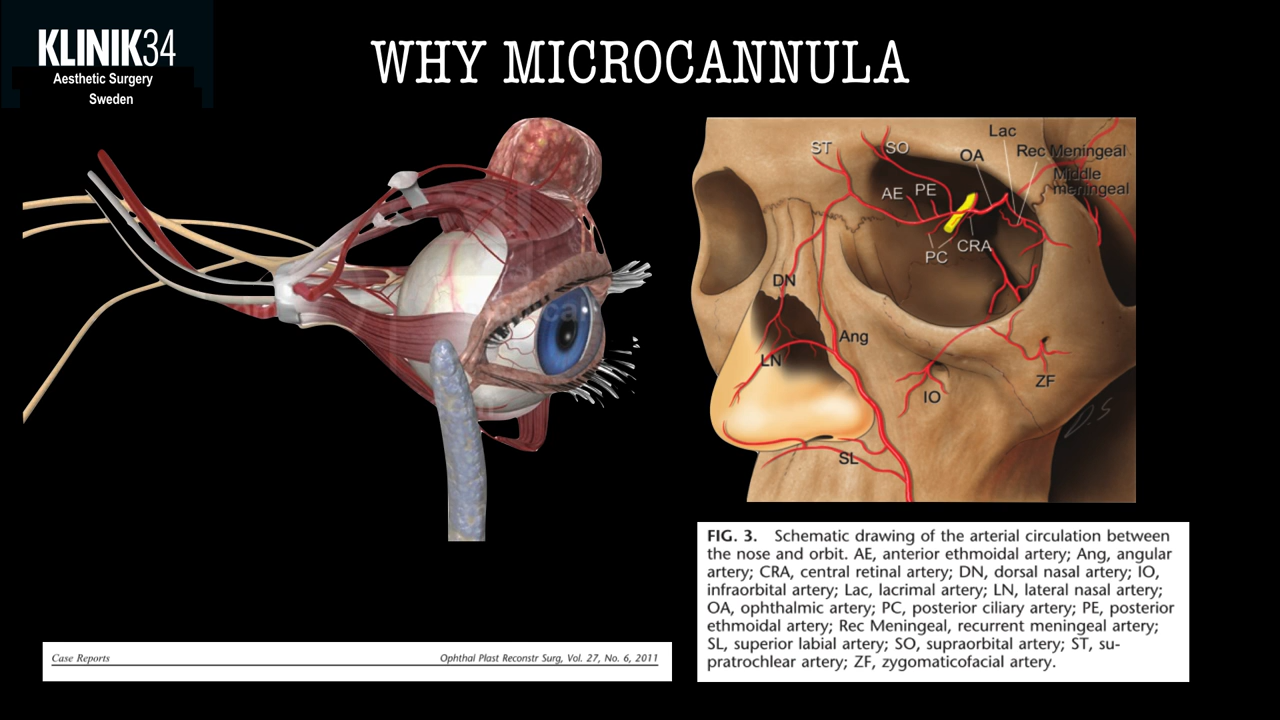 KLINIK34
Aesthetic Surgery
Sweden
WHY MICROCANNULA
ST
SO
Lac
OA
Rec Meningeal
Middle
meningeal
AE
PE
CRA
PC
DN
Ang
LN
ZF
IO
SL
D.S
FIG. 3. Schematic drawing of the arterial circulation between
the nose and orbit. AE, anterior ethmoidal artery; Ang, angular
artery; CRA, central retinal artery; DN, dorsal nasal artery; IO,
infraorbital artery; Lac, lacrimal artery; LN, lateral nasal artery;
OA, ophthalmic artery; PC, posterior ciliary artery; PE, posterior
ethmoidal artery; Rec Meningeal, recurrent meningeal artery;
SL, superior labial artery; SO, supraorbital artery; ST, su-
pratrochlear artery; ZF, zygomaticofacial artery.
Case Reports
Ophthal Plast Reconstr Surg, Vol. 27, No. 6, 2011